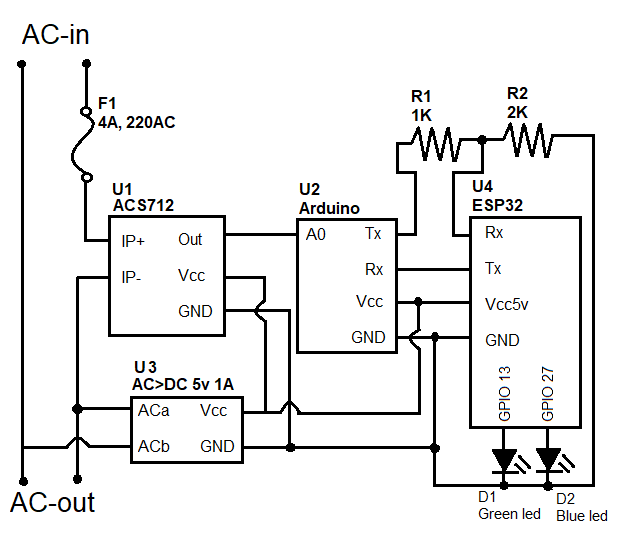 AC-in
F1
4A, 220AC
R1
1K
R2
2K
U1
ACS712
IP+
Out
IP-
Vcc
GND
U2
Arduino
A0
Tx
Rx
Vcc
GND
U4
ESP32
Rx
Tx
Vcc5v
GND
GPIO 13
GPIO 27
U3
AC>DC 5v 1A
ACa
Vcc
ACb
GND
AC-out
D1
Green led
D2
Blue led